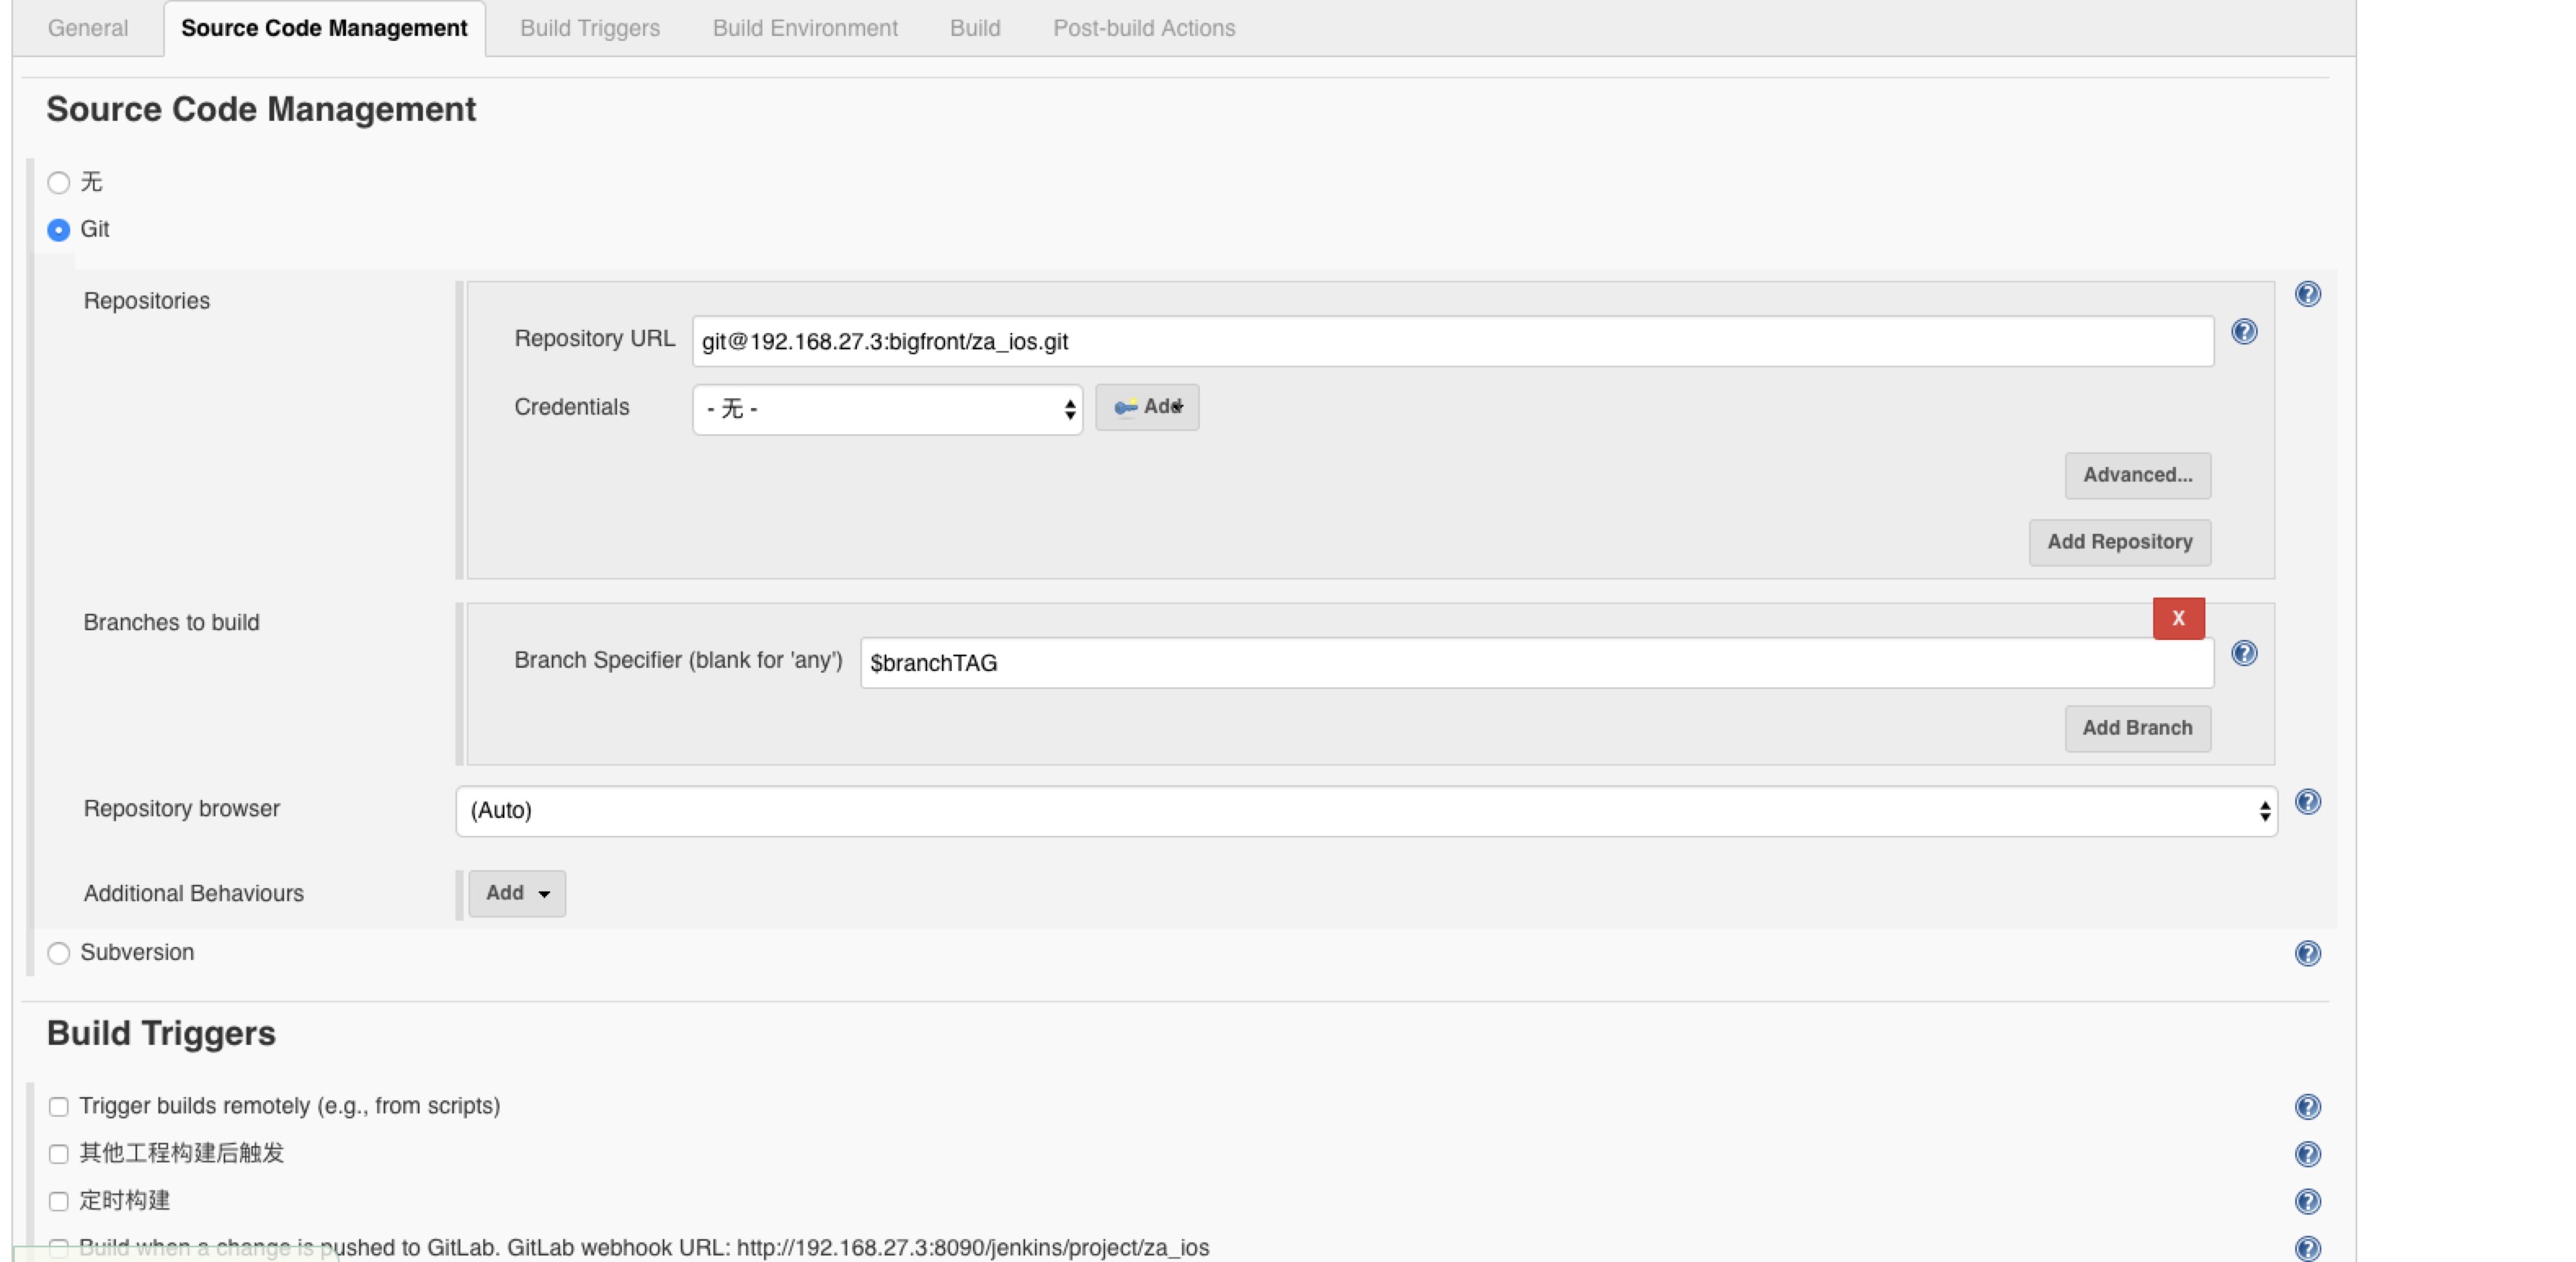 General Source Code Management Build Triggers Build Environment Build Post-build Actions
Source Code Management
无
Git
Repositories
Repository URL git@192.168.27.3:bigfront/za_ios.git
Credentials - 无 - Add
Advanced...
Add Repository
Branches to build
X
Branch Specifier (blank for 'any') $branchTAG
Add Branch
Repository browser (Auto)
Additional Behaviours Add
Subversion
Build Triggers
Trigger builds remotely (e.g., from scripts)
其他工程构建后触发
定时构建
Build when a change is pushed to GitLab. GitLab webhook URL: http://192.168.27.3:8090/jenkins/project/za_ios